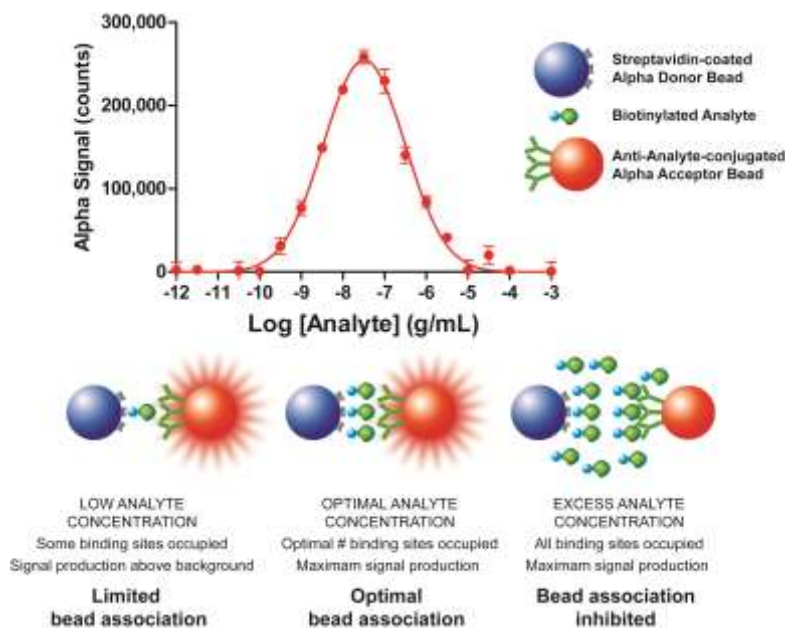 Alpha Signal (counts)
300,000
200,000
100,000
0
-12 -11 -10 -9 -8 -7 -6 -5 -4 -3
Log [Analyte] (g/mL)
Streptavidin-coated
Alpha Donor Bead
Biotinylated Analyte
Anti-Analyte-conjugated
Alpha Acceptor Bead
LOW ANALYTE
CONCENTRATION
Some binding sites occupied
Signal production above background
Limited
bead association
OPTIMAL ANALYTE
CONCENTRATION
Optimal # binding sites occupied
Maximam signal production
Optimal
bead association
EXCESS ANALYTE
CONCENTRATION
All binding sites occupied
Maximam signal production
Bead association
inhibited